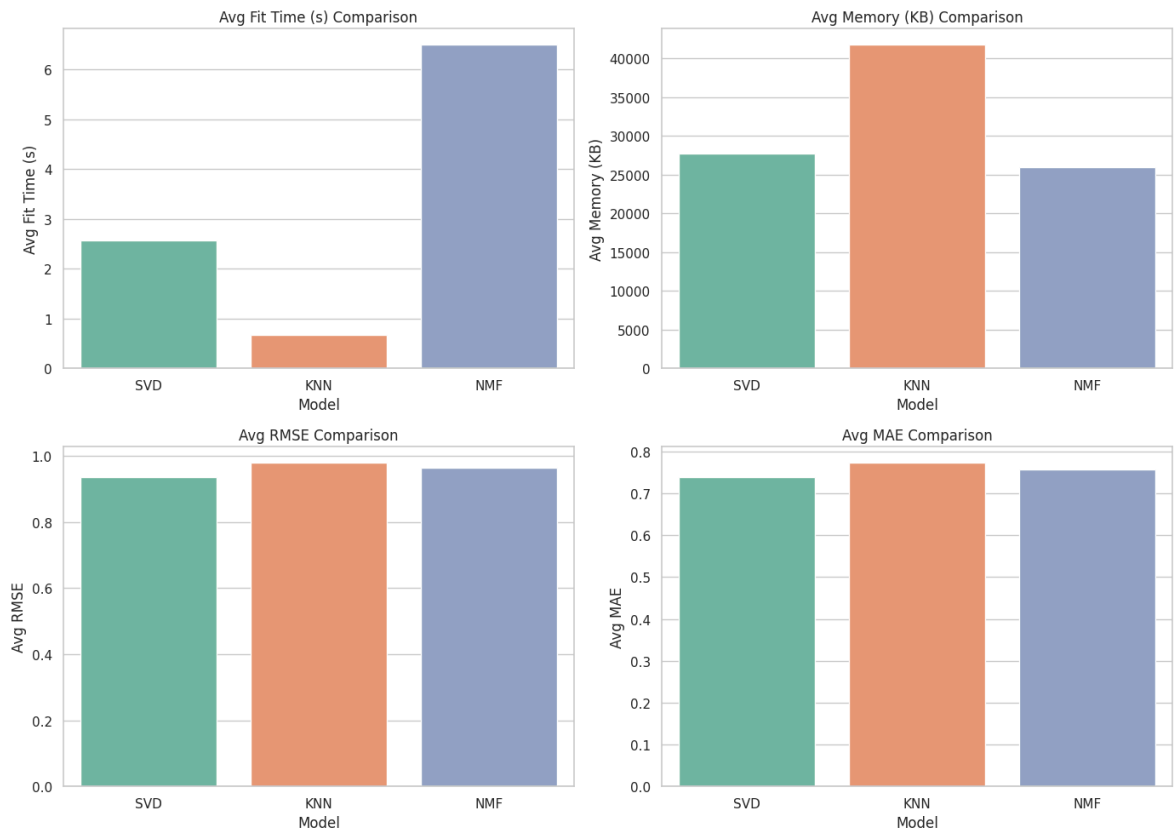 Avg Fit Time (s) Comparison
Avg Fit Time (s)
6
5
4
3
2
1
0
SVD KNN NMF
Model
Avg Memory (KB) Comparison
Avg Memory (KB)
40000
35000
30000
25000
20000
15000
10000
5000
0
SVD KNN NMF
Model
Avg RMSE Comparison
Avg RMSE
1.0
0.8
0.6
0.4
0.2
0.0
SVD KNN NMF
Model
Avg MAE Comparison
Avg MAE
0.8
0.7
0.6
0.5
0.4
0.3
0.2
0.1
0.0
SVD KNN NMF
Model